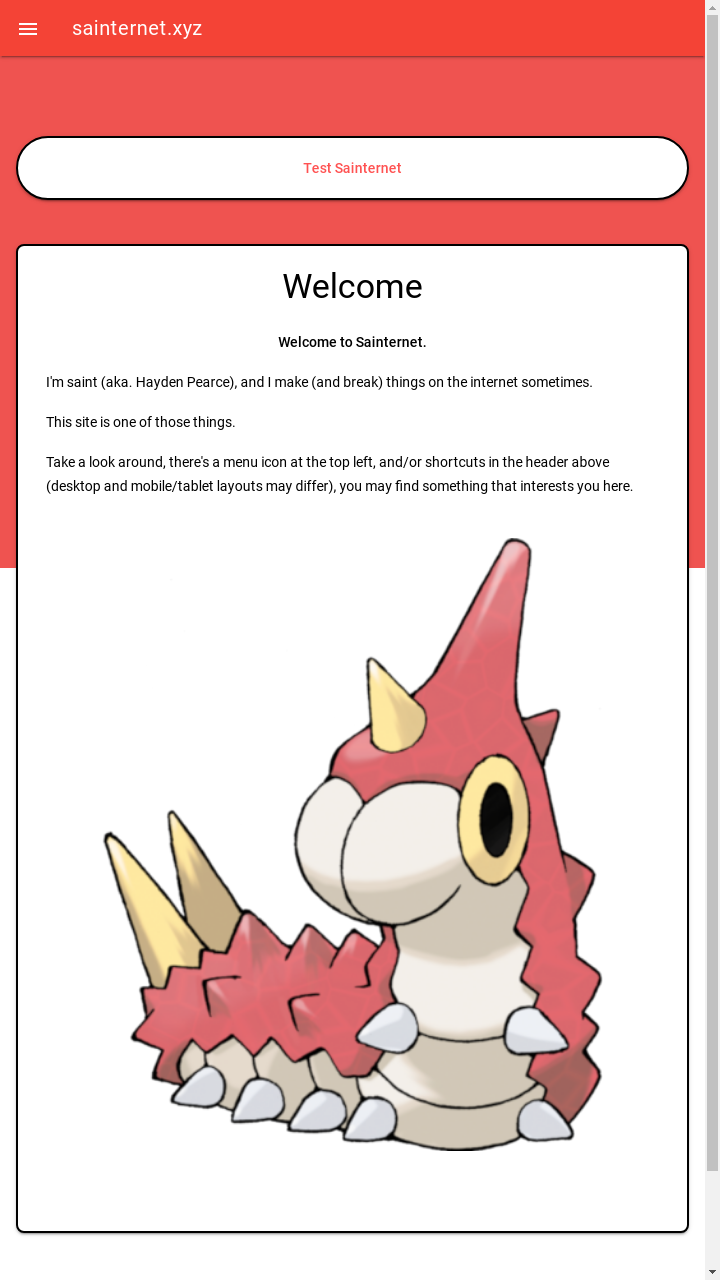 sainternet.xyz
Test Sainternet
Welcome
Welcome to Sainternet.
I'm saint (aka. Hayden Pearce), and I make (and break) things on the internet sometimes.
This site is one of those things.
Take a look around, there's a menu icon at the top left, and/or shortcuts in the header above
(desktop and mobile/tablet layouts may differ), you may find something that interests you here.